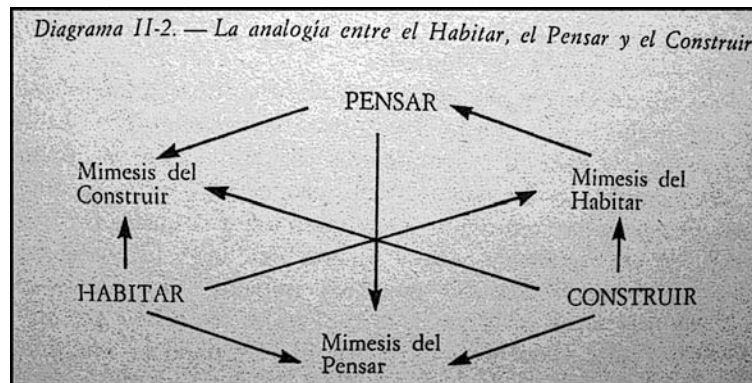 Diagrama II-2. — La analogía entre el Habitar, el Pensar y el Construir
PENSAR
Mimesis del
Construir
Mimesis del
Habitar
HABITAR
CONSTRUIR
Mimesis del
Pensar